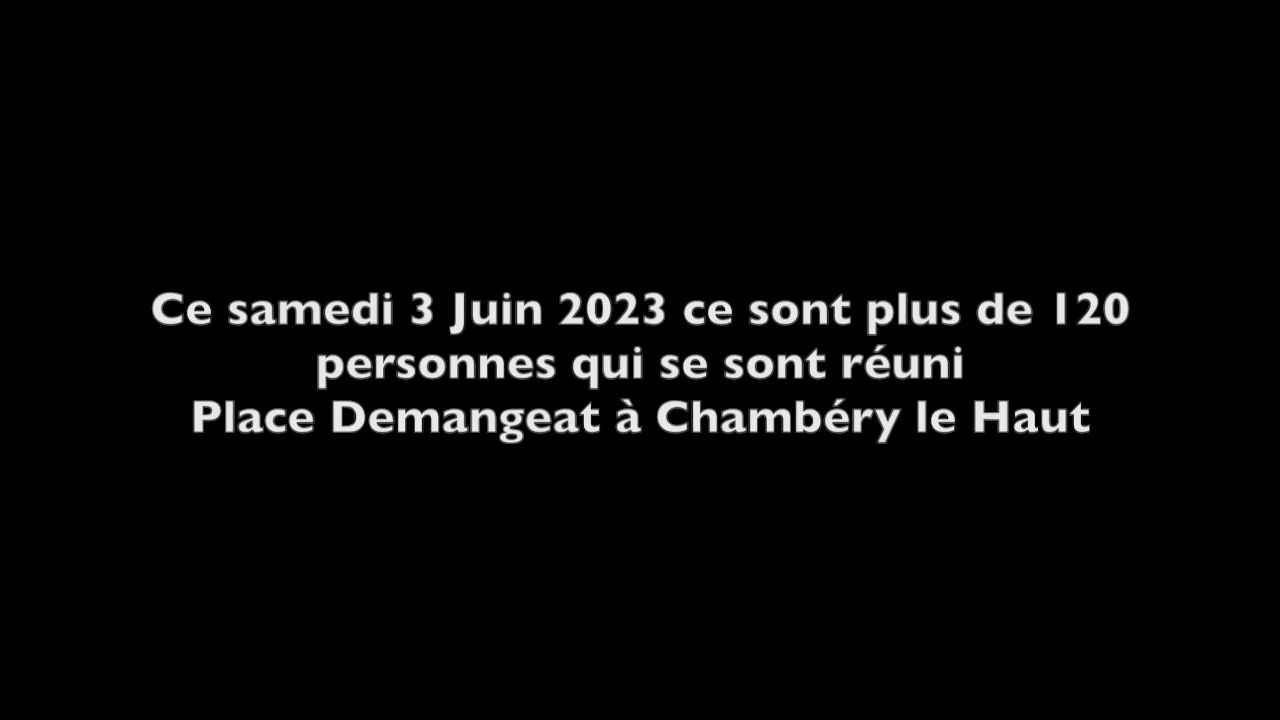 Ce samedi 3 Juin 2023 ce sont plus de 120
personnes qui se sont réuni
Place Demangeat à Chambéry le Haut